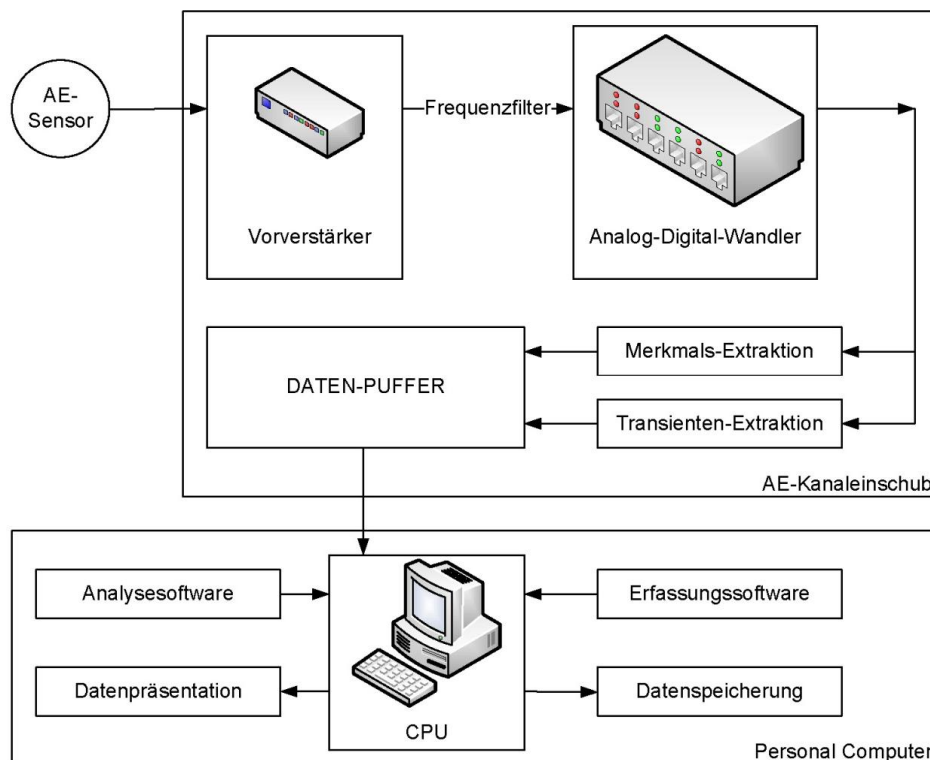 AE-
Sensor
Frequenzfilter
Vorverstärker
Analog-Digital-Wandler
Merkmals-Extraktion
DATEN-PUFFER
Transienten-Extraktion
AE-Kanaleinschub
Analysesoftware
Erfassungssoftware
Datenpräsentation
Datenspeicherung
CPU
Personal Computer